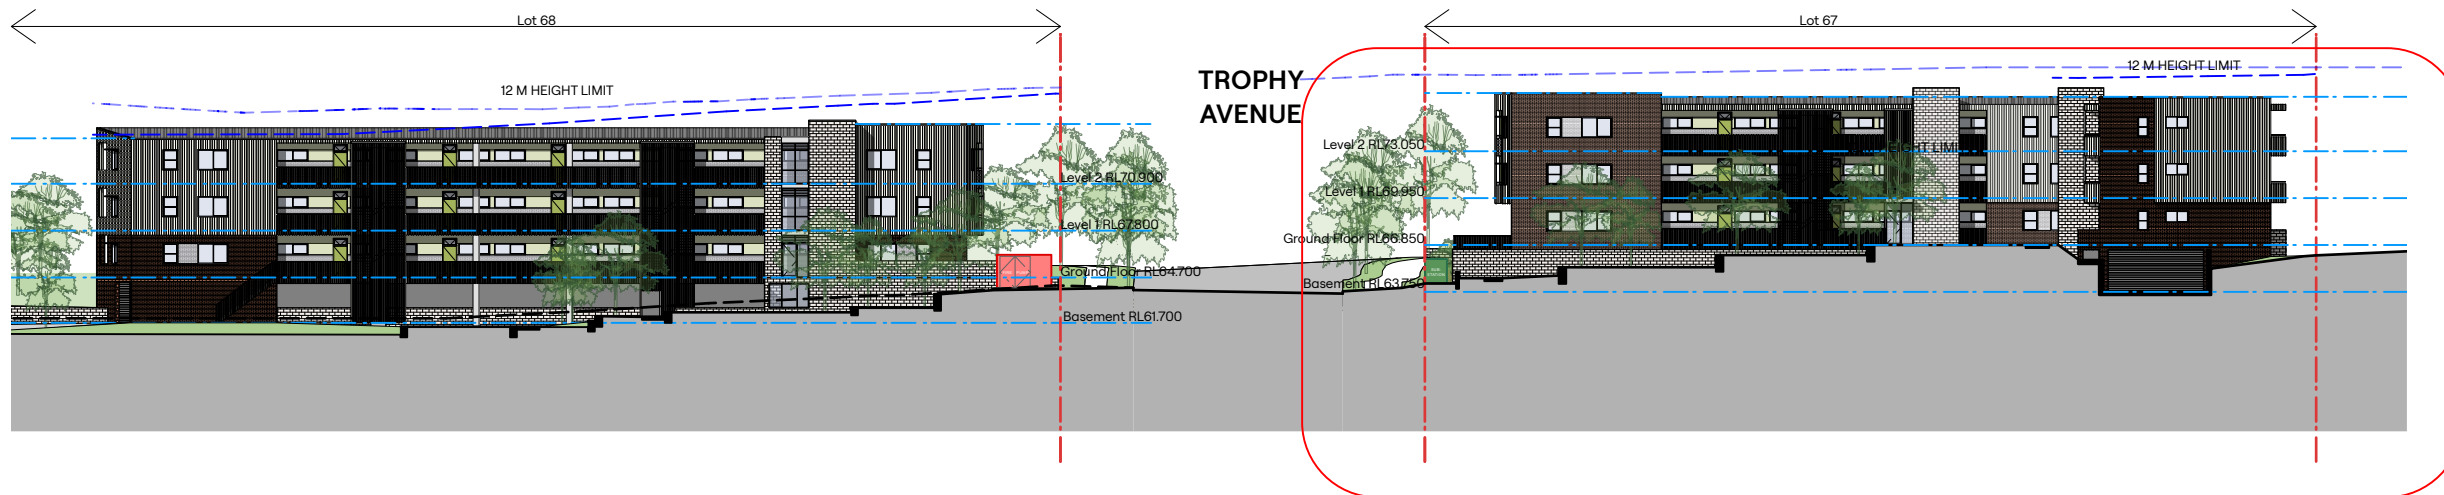 Lot 68
Lot 67
12 M HEIGHT LIMIT
TROPHY
AVENUE
12 M HEIGHT LIMIT
Level 2 RL73.050
HEIGHT LIMIT
Level 2 RL70.900
Level 1 RL69.950
Level 1 RL67.800
Ground Floor RL66.850
Ground Floor RL64.700
Basement RL63.750
Basement RL61.700